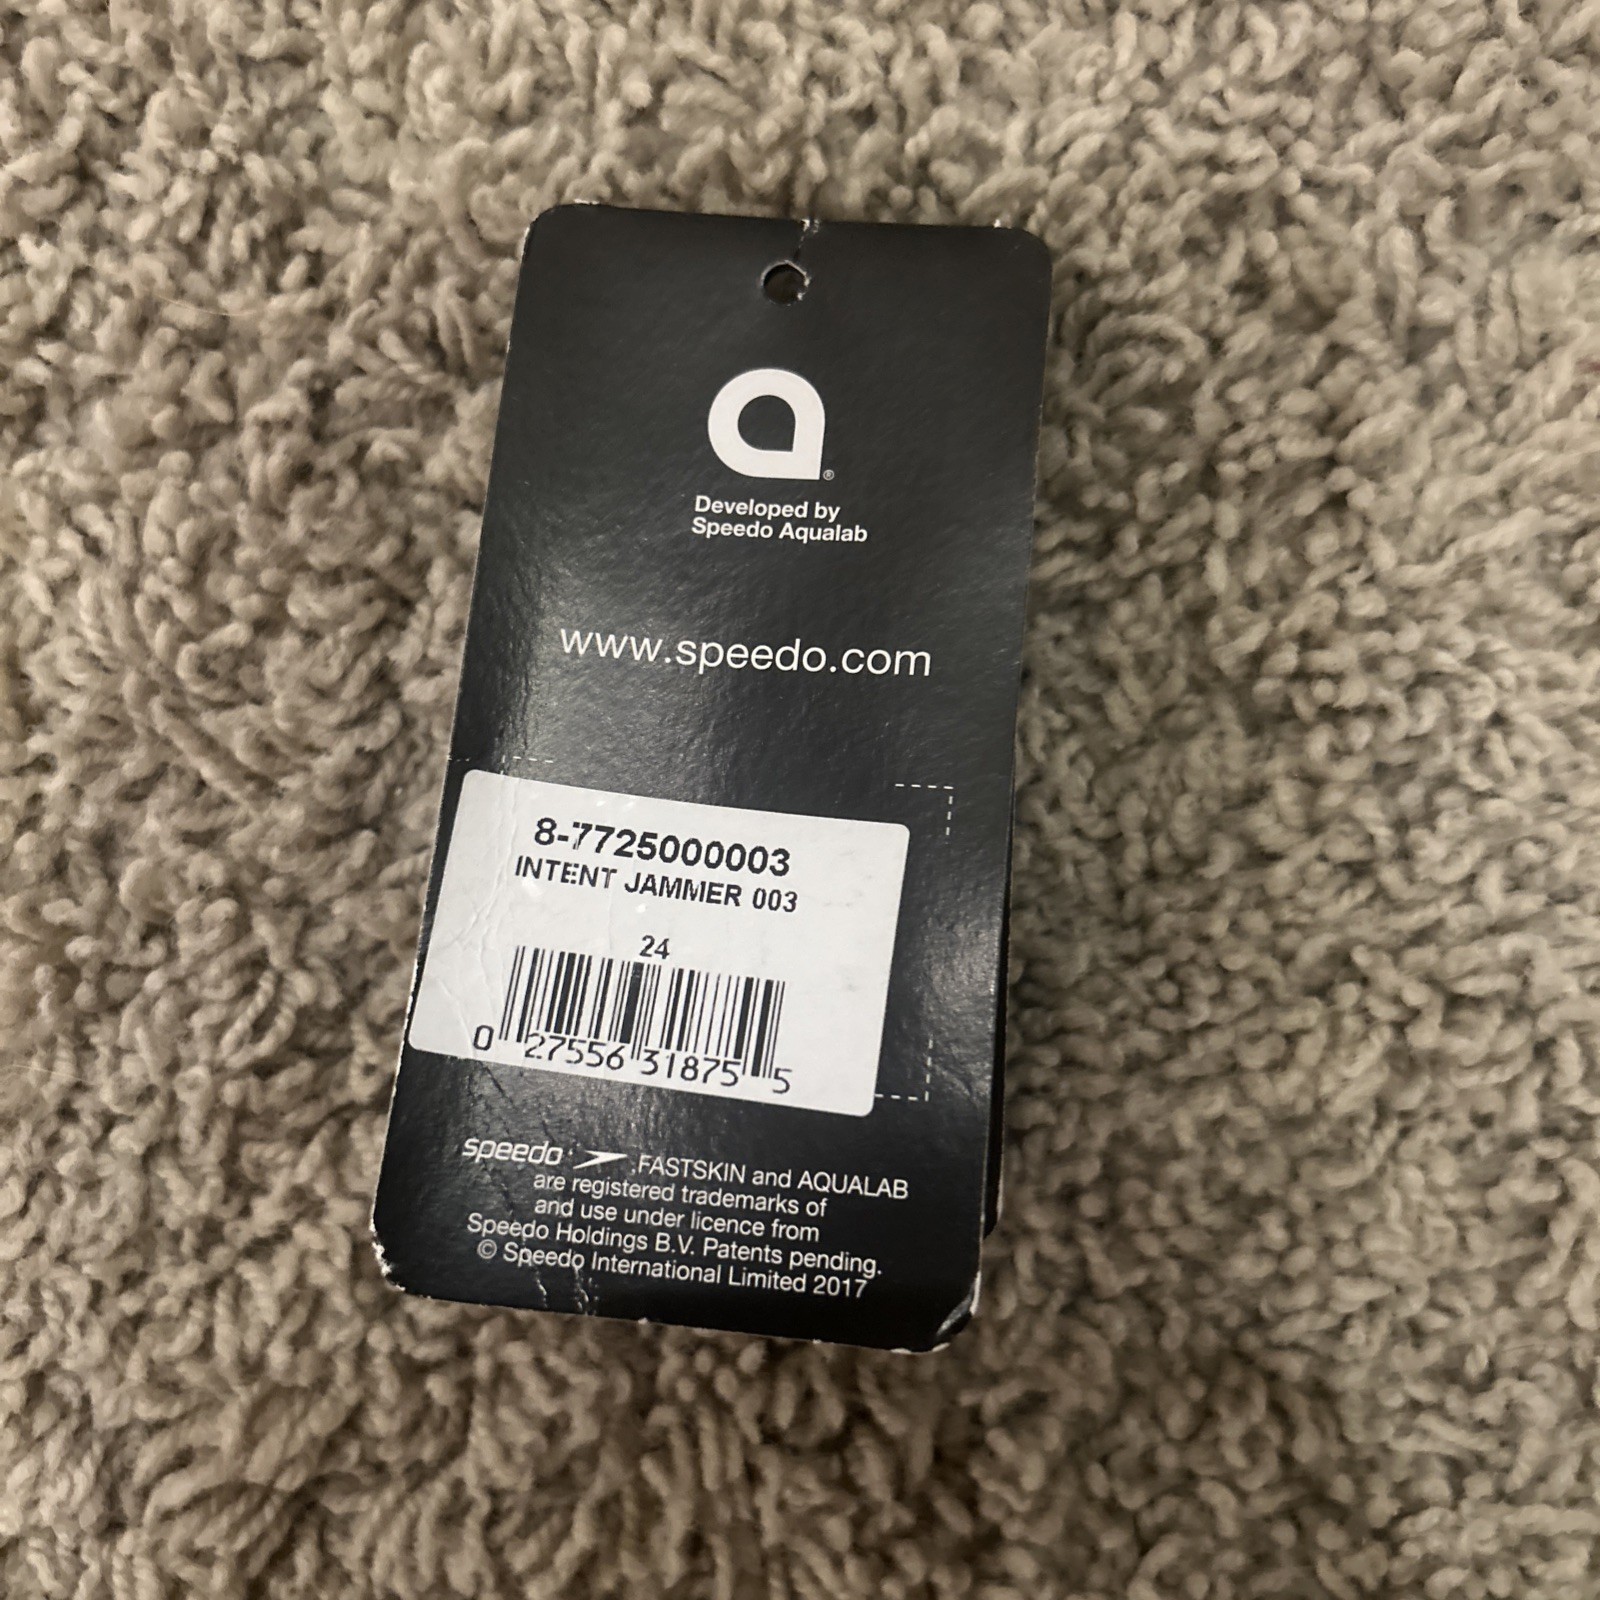 Developed by
Speedo Aqualab
www.speedo.com
8-7725000003
INTENT JAMMER 003
24
0 27556 31875 5
speedo ,FASTSKIN and AQUALAB
are registered trademarks of
and use under licence from
Speedo Holdings B.V. Patents pending.
© Speedo International Limited 2017